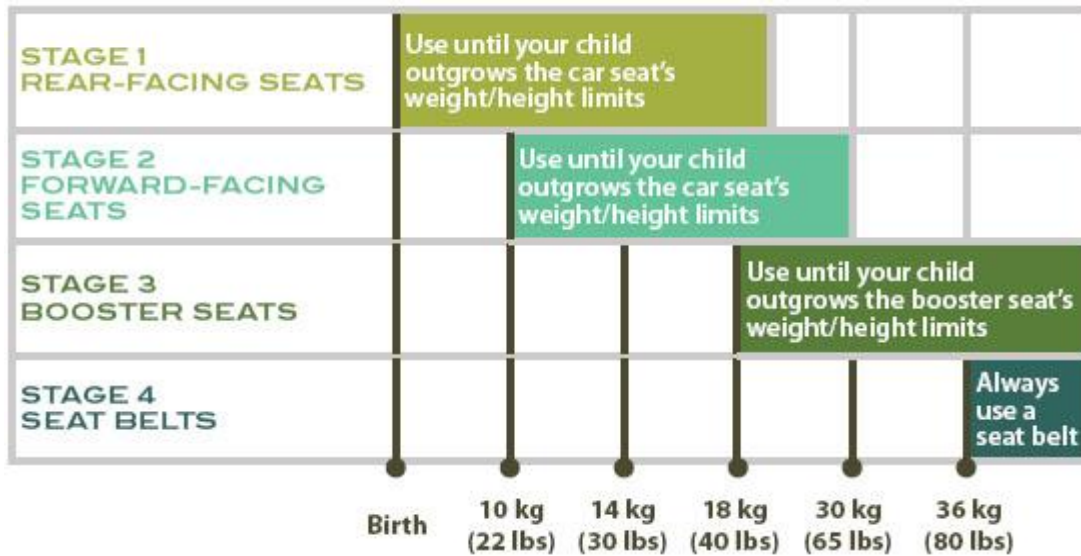 STAGE 1
REAR-FACING SEATS
Use until your child
outgrows the car seat's
weight/height limits
STAGE 2
FORWARD-FACING
SEATS
Use until your child
outgrows the car seat's
weight/height limits
STAGE 3
BOOSTER SEATS
Use until your child
outgrows the booster seat's
weight/height limits
STAGE 4
SEAT BELTS
Always
use a
seat belt
Birth
10 kg
(22 lbs)
14 kg
(30 lbs)
18 kg
(40 lbs)
30 kg
(65 lbs)
36 kg
(80 lbs)